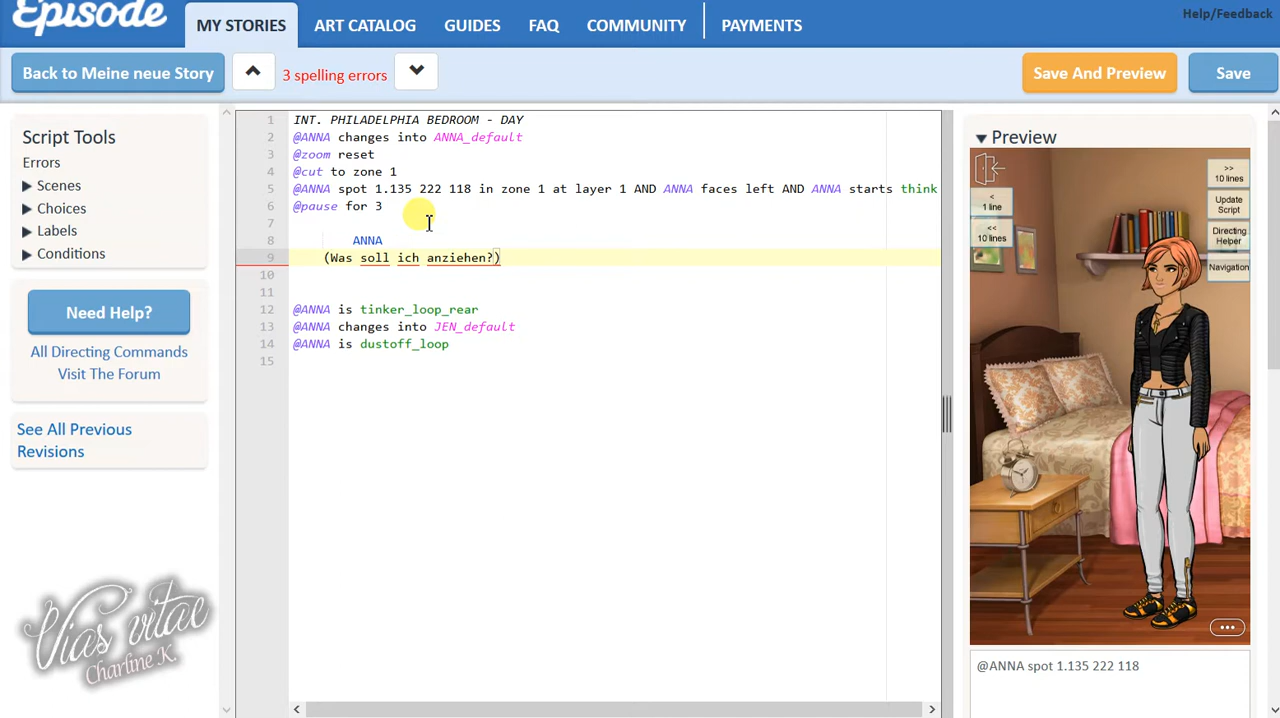 Episode
MY STORIES
ART CATALOG
GUIDES
FAQ
COMMUNITY
PAYMENTS
Help/Feedback
Back to Meine neue Story
3 spelling errors
Save And Preview
Save
Script Tools
Errors
Scenes
Choices
Labels
Conditions
Need Help?
All Directing Commands
Visit The Forum
See All Previous
Revisions
Vias vitae
Charline K.
1 INT. PHILADELPHIA BEDROOM - DAY
2 @ANNA changes into ANNA_default
3 @zoom reset
4 @cut to zone 1
5 @ANNA spot 1.135 222 118 in zone 1 at layer 1 AND ANNA faces left AND ANNA starts think
6 @pause for 3
7
8 ANNA
9 (Was soll ich anziehen?)
10
11
12 @ANNA is tinker_loop_rear
13 @ANNA changes into JEN_default
14 @ANNA is dustoff_loop
15
Preview
<
1 line
<<
10 lines
>>
10 lines
Update
Script
Directing
Helper
Navigation
@ANNA spot 1.135 222 118